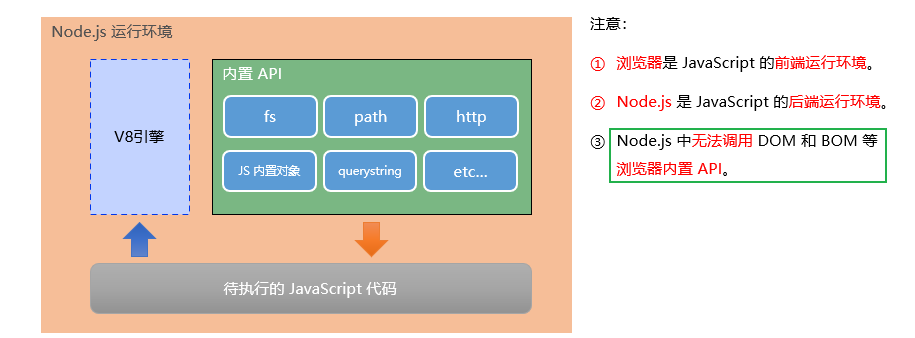 Node.js 运行环境
V8引擎
内置 API
fs
path
http
JS 内置对象
querystring
etc...
待执行的 JavaScript 代码
注意：
① 浏览器是 JavaScript 的前端运行环境。
② Node.js 是 JavaScript 的后端运行环境。
③ Node.js 中无法调用 DOM 和 BOM 等
浏览器内置 API。